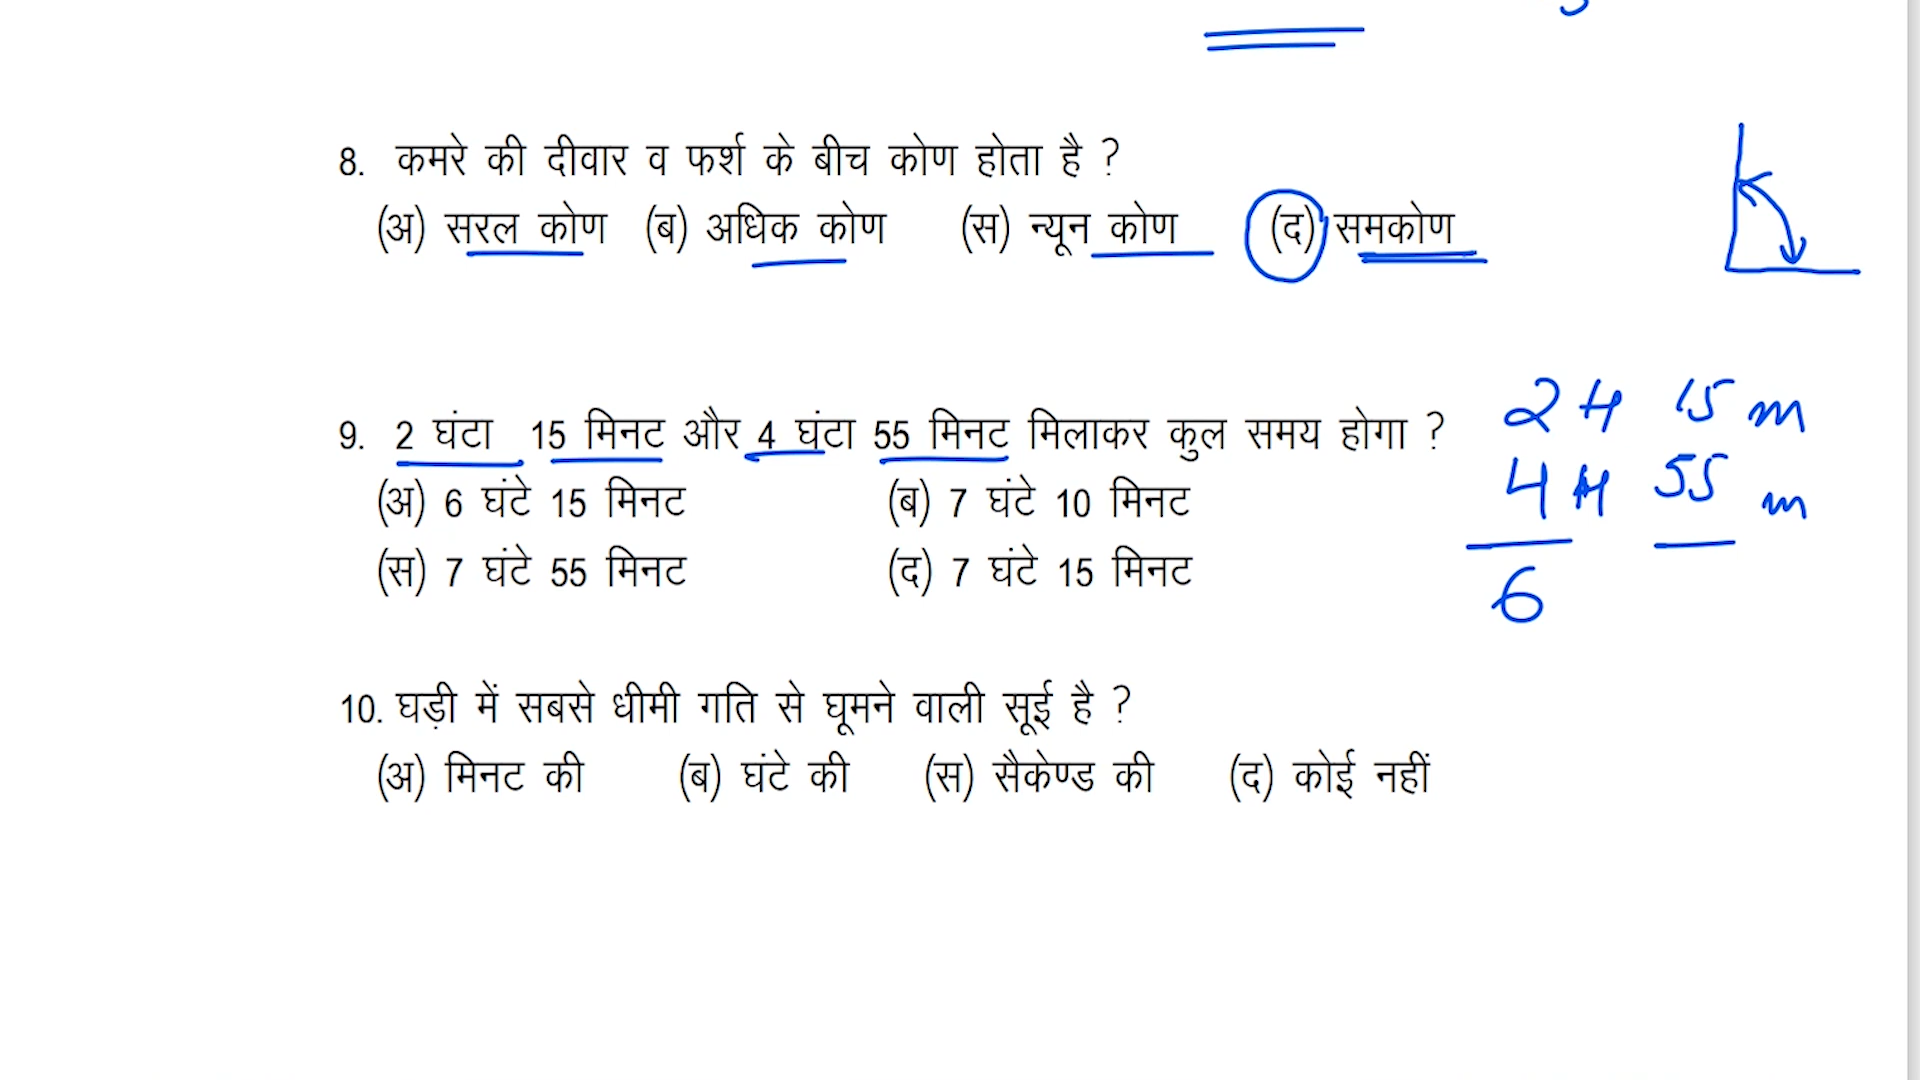 8. कमरे की दीवार व फर्श के बीच कोण होता है ?
(अ) सरल कोण (ब) अधिक कोण (स) न्यून कोण (द) समकोण
9. 2 घंटा 15 मिनट और 4 घंटा 55 मिनट मिलाकर कुल समय होगा ?
2 H 15 m
(अ) 6 घंटे 15 मिनट (ब) 7 घंटे 10 मिनट
4 H 55 m
(स) 7 घंटे 55 मिनट (द) 7 घंटे 15 मिनट
6
10. घड़ी में सबसे धीमी गति से घूमने वाली सूई है ?
(अ) मिनट की (ब) घंटे की (स) सैकेण्ड की (द) कोई नहीं